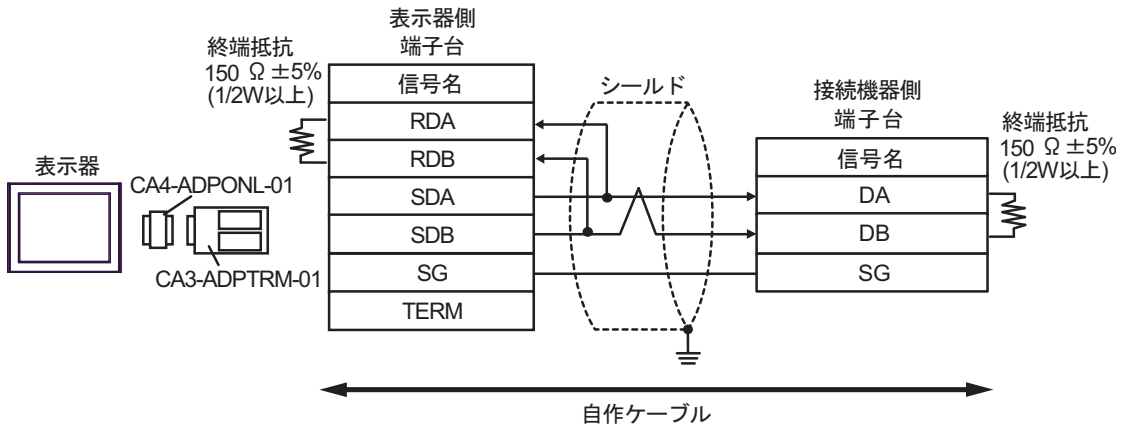 表示器側
端子台
終端抵抗
150 Ω ±5%
(1/2W以上)
信号名
RDA
RDB
SDA
SDB
SG
TERM
シールド
接続機器側
端子台
信号名
DA
DB
SG
終端抵抗
150 Ω ±5%
(1/2W以上)
表示器
CA4-ADPONL-01
CA3-ADPTRM-01
自作ケーブル